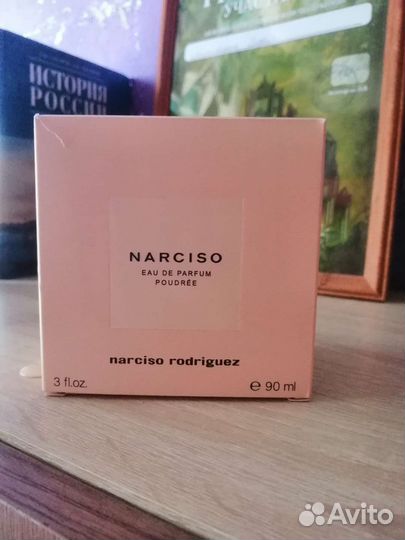 ИСТОРИЯ
РОССИИ
NARCISO
EAU DE PARFUM
POUDRÉE
narciso rodriguez
3 fl.oz.
℮ 90 ml
Avito